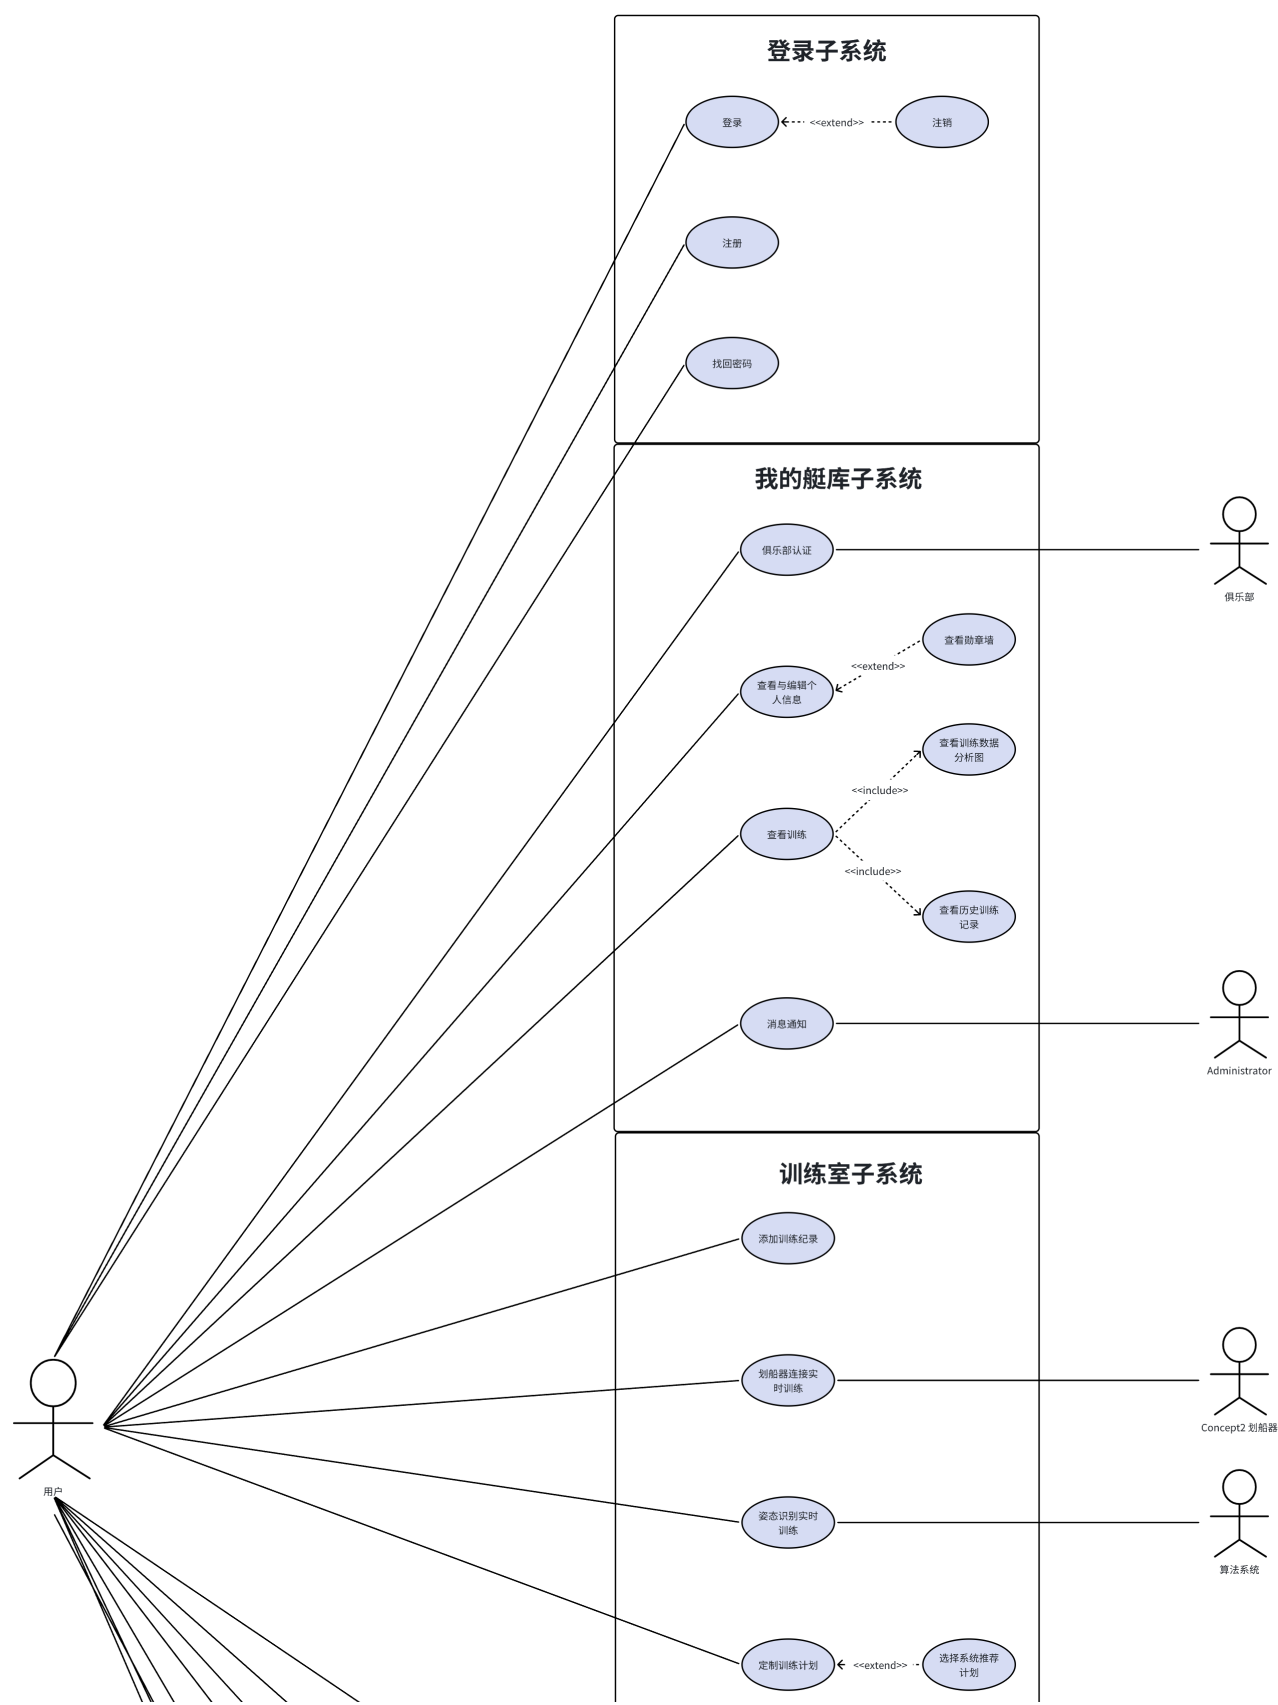 登录子系统
登录
<<extend>>
注销
注册
找回密码
我的艇库子系统
俱乐部认证
俱乐部
查看勋章墙
<<extend>>
查看与编辑个
人信息
查看训练数据
分析图
<<include>>
查看训练
<<include>>
查看历史训练
记录
消息通知
Administrator
训练室子系统
添加训练纪录
划船器连接实
时训练
Concept2 划船器
用户
姿态识别实时
训练
算法系统
定制训练计划
<<extend>>
选择系统推荐
计划